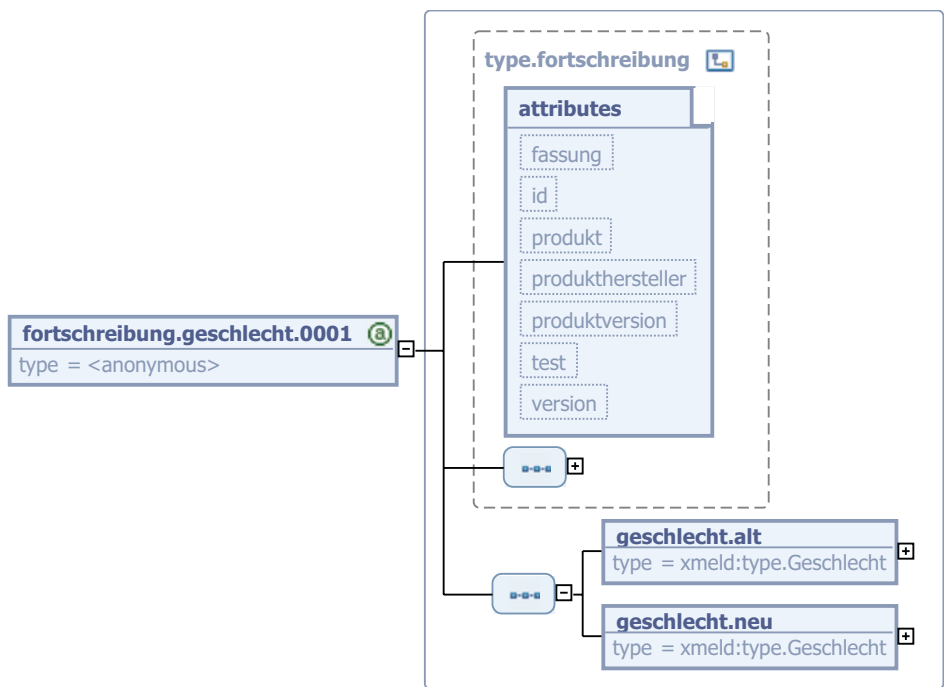 type.fortschreibung
attributes
fassung
id
produkt
produkthersteller
produktversion
test
version
fortschreibung.geschlecht.0001
type = <anonymous>
geschlecht.alt
type = xmeld:type.Geschlecht
geschlecht.neu
type = xmeld:type.Geschlecht